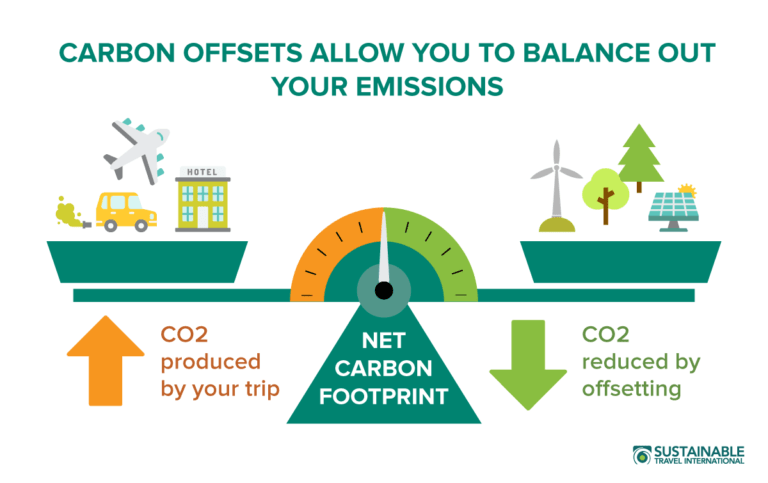 CARBON OFFSETS ALLOW YOU TO BALANCE OUT
YOUR EMISSIONS
HOTEL
CO2
produced
by your trip
NET
CARBON
FOOTPRINT
CO2
reduced by
offsetting
SUSTAINABLE
TRAVEL INTERNATIONAL